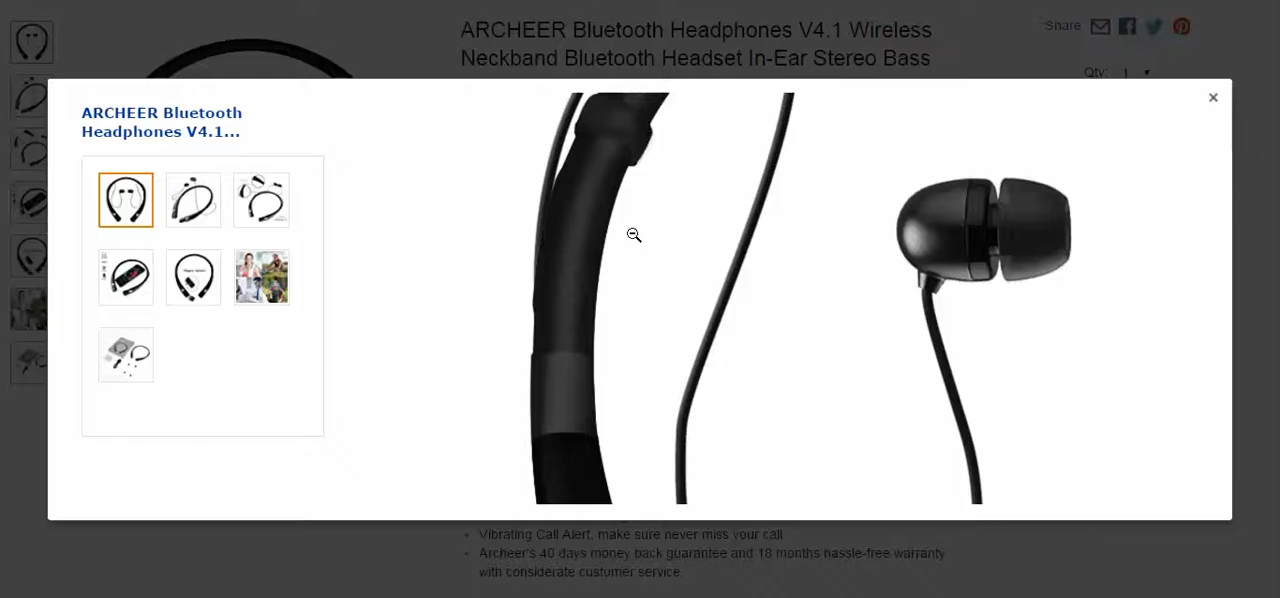 ARCHEER Bluetooth Headphones V4.1 Wireless
Neckband Bluetooth Headset In-Ear Stereo Bass
Share
Qty: 1
ARCHEER Bluetooth
Headphones V4.1...
×
Vibrating Call Alert, make sure never miss your call.
Archeer's 40 days money back guarantee and 18 months hassle-free warranty
with considerate customer service.